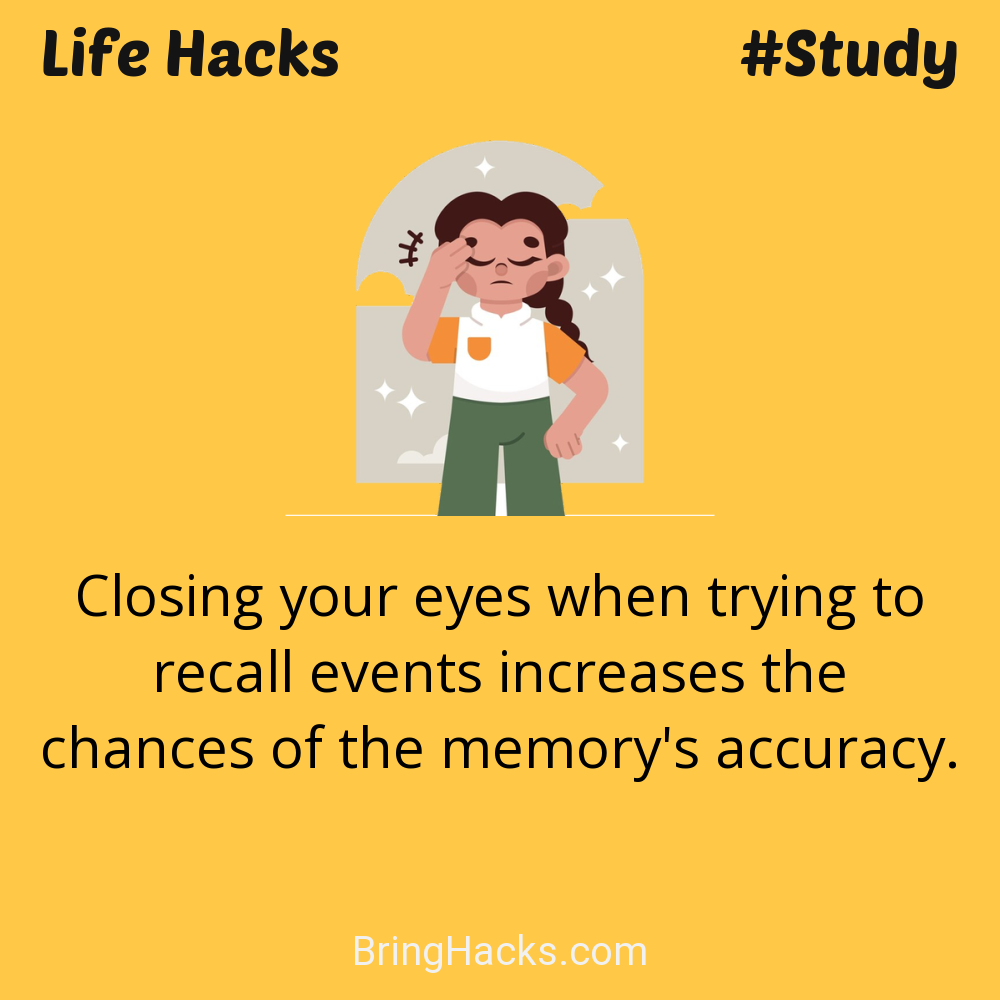 Life Hacks
#Study
Closing your eyes when trying to
recall events increases the
chances of the memory's accuracy.
BringHacks.com